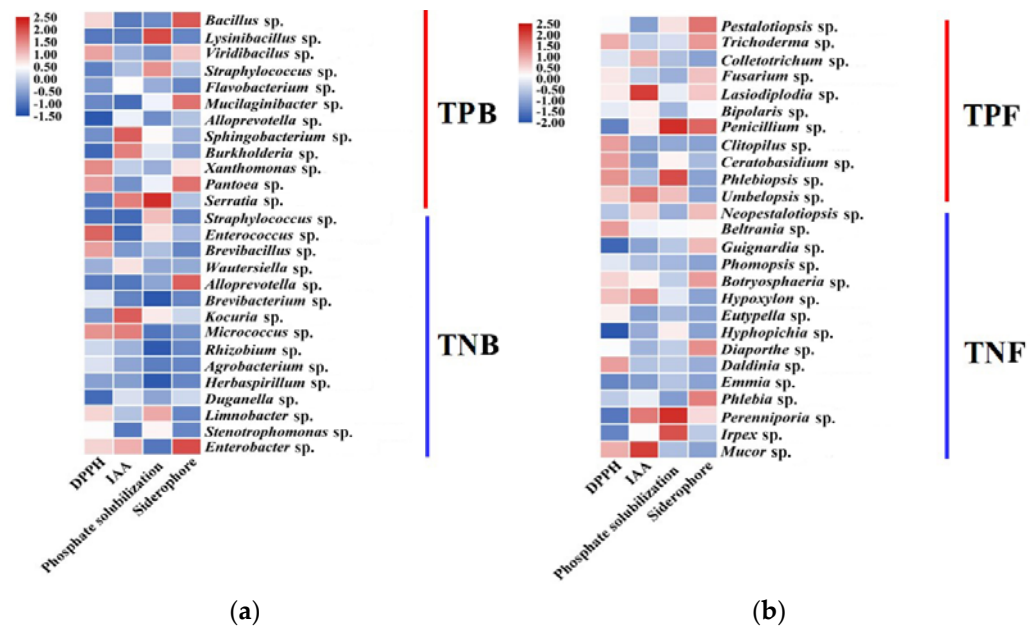 2.50
1.50
1.00
0.50
0.00
-0.50
-1.00
-1.50
Bacillus sp.
Lysinibacillus sp.
Viridibacilus sp.
Straphylococcus sp.
Flavobacterium sp.
Mucilaginibacter sp.
Alloprevotella sp.
Sphingobacterium sp.
Burkholderia sp.
Xanthomonas sp.
Pantoea sp.
Serratia sp.
Straphylococcus sp.
Enterococcus sp.
Brevibacillus sp.
Wautersiella sp.
Alloprevotella sp.
Brevibacterium sp.
Kocuria sp.
Micrococcus sp.
Rhizobium sp.
Agrobacterium sp.
Herbaspirillum sp.
Duganella sp.
Limnobacter sp.
Stenotrophomonas sp.
Enterobacter sp.
TPB
TNB
DPPH
IAA
Phosphate solubilization
Siderophore
(a)
2.50
2.00
1.50
1.00
0.50
0.00
-0.50
-1.00
-1.50
-2.00
Pestalotiopsis sp.
Trichoderma sp.
Colletotrichum sp.
Fusarium sp.
Lasiodiplodia sp.
Bipolaris sp.
Penicillium sp.
Clitopilus sp.
Ceratobasidium sp.
Phlebiopsis sp.
Umbelopsis sp.
Neopestalotiopsis sp.
Beltrania sp.
Guignardia sp.
Phomopsis sp.
Botryosphaeria sp.
Hypoxylon sp.
Eutypella sp.
Hyphopichia sp.
Diaporthe sp.
Daldinia sp.
Emmia sp.
Phlebia sp.
Perenniporia sp.
Irpex sp.
Mucor sp.
TPF
TNF
DPPH
IAA
Phosphate solubilization
Siderophore
(b)